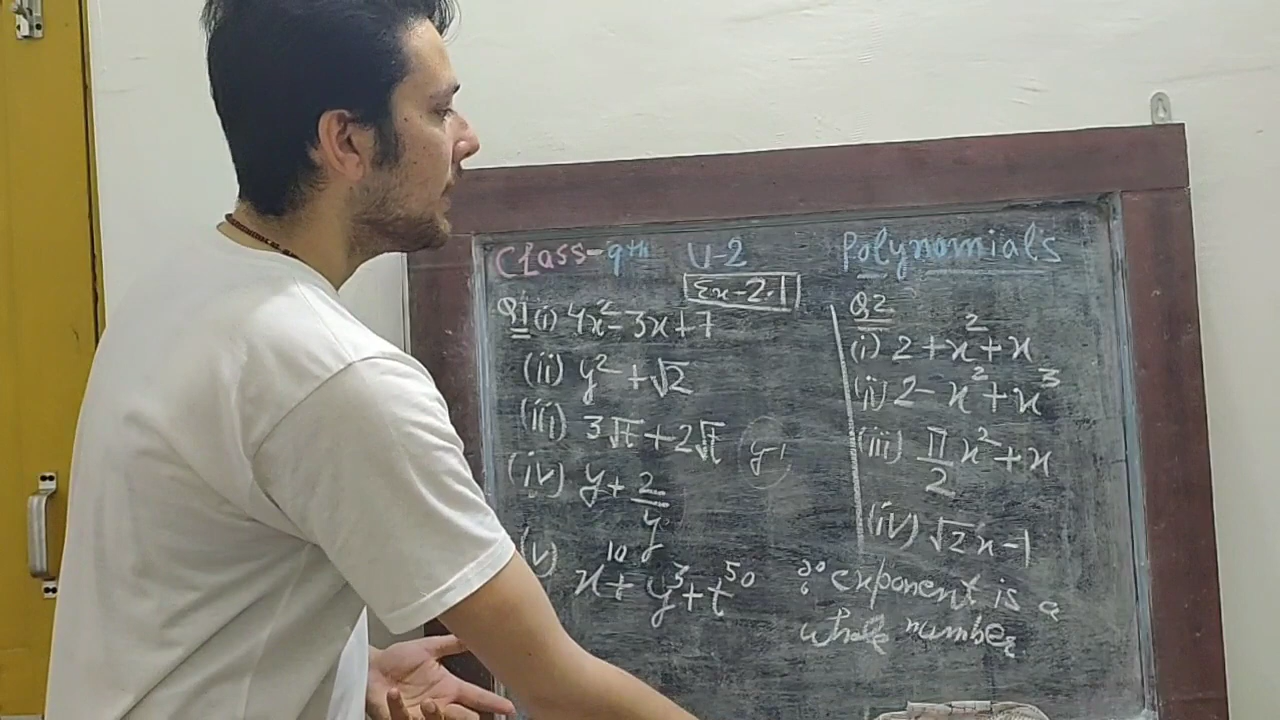 Class-9th U-2 Polynomials
Ex-2.1
Q1 (i) 4x²-3x+7
(ii) y²+√2
(iii) 3√t+2√t
(iv) y+2/y
(v) x¹⁰+y³+t⁵⁰
y¹
Q2
(i) 2+x²+x
(ii) 2-x²+x³
(iii) π/2 x²+x
(iv) √2x-1
exponent is a
whole number